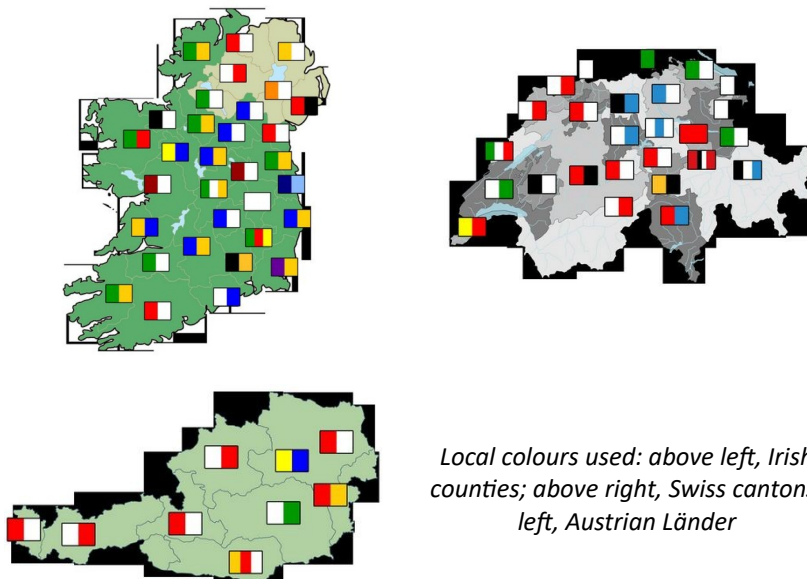 Local colours used: above left, Irish
counties; above right, Swiss cantons
left, Austrian Länder